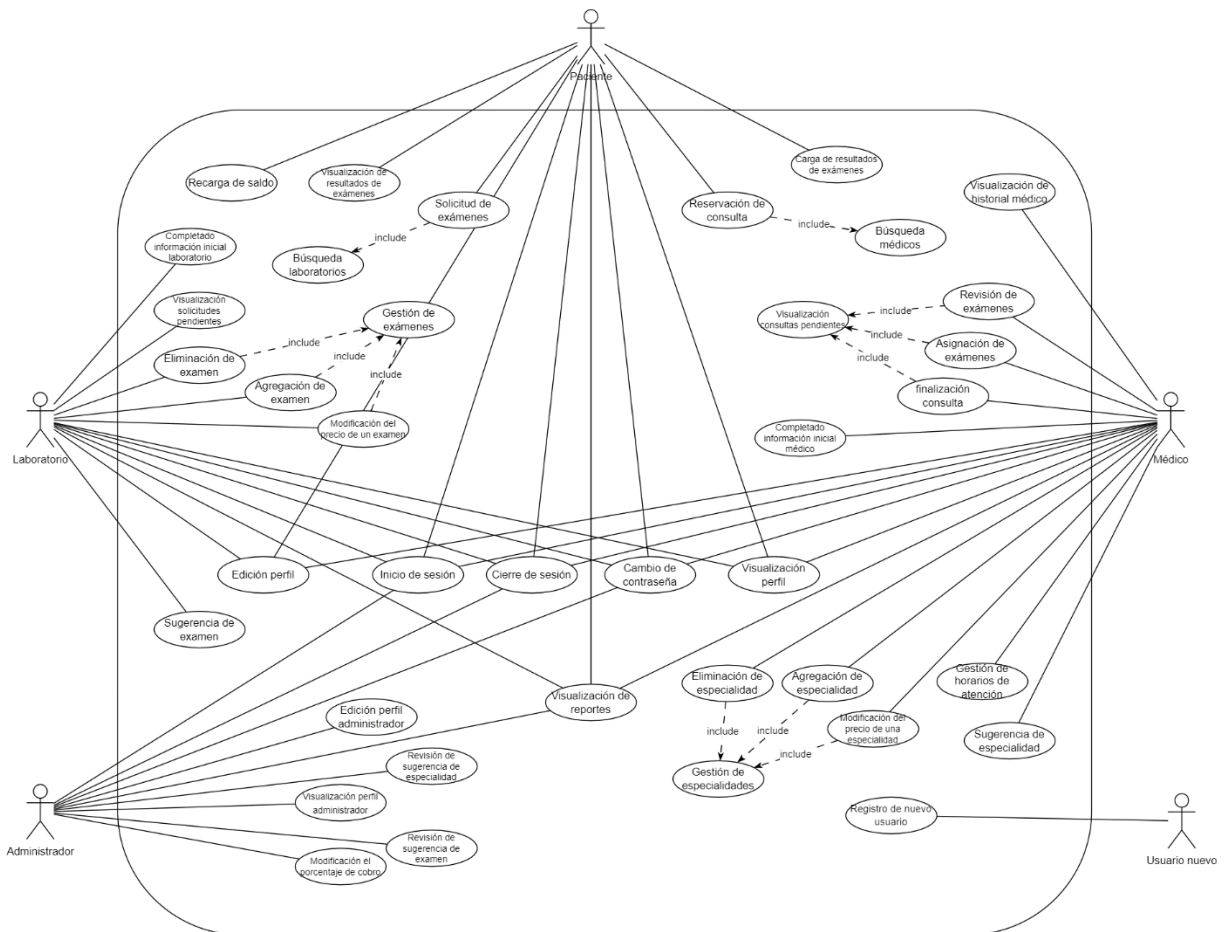 Paciente
Carga de resultados
de exámenes
Recarga de saldo
Visualización de
resultados de
exámenes
Visualización de
historial médico
Solicitud de
exámenes
Reservación de
consulta
include
include
Completado
información inicial
laboratorio
Búsqueda
laboratorios
Búsqueda
médicos
Visualización
solicitudes
pendientes
Gestión de
exámenes
Visualización
consultas pendientes
Revisión de
exámenes
include
include
Eliminación de
examen
include
include
Asignación de
exámenes
include
Agregación de
examen
include
finalización
consulta
Modificación del
precio de un examen
Completado
información inicial
médico
Laboratorio
Médico
Edición perfil
Inicio de sesión
Cierre de sesión
Cambio de
contraseña
Visualización
perfil
Sugerencia de
examen
Visualización de
reportes
Eliminación de
especialidad
Agregación de
especialidad
Gestión de
horarios de
atención
Edición perfil
administrador
include
include
Modificación del
precio de una
especialidad
Sugerencia de
especialidad
include
Revisión de
sugerencia de
especialidad
Gestión de
especialidades
Visualización perfil
administrador
Registro de nuevo
usuario
Administrador
Revisión de
sugerencia de
examen
Usuario nuevo
Modificación el
porcentaje de cobro